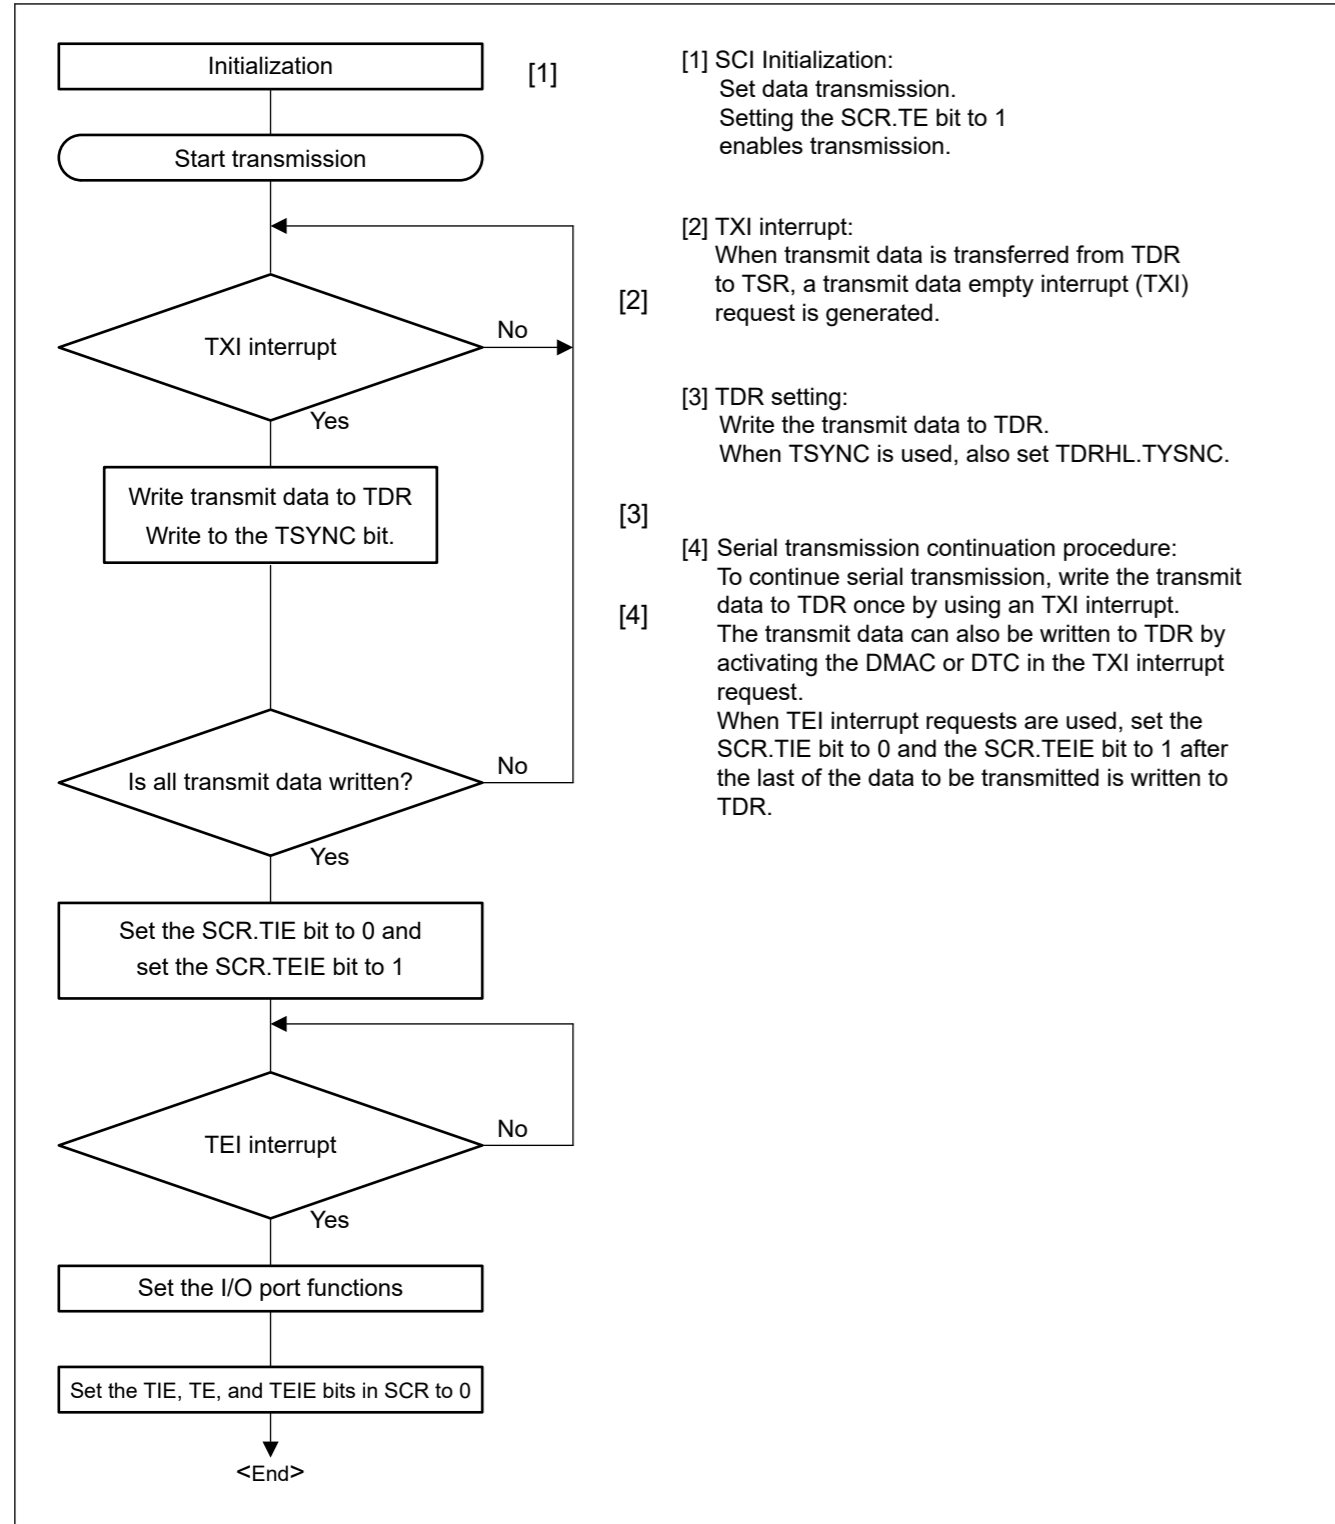 Initialization
[1]
Start transmission
TXI interrupt
No
[2]
Yes
Write transmit data to TDR
Write to the TSYNC bit.
[3]
[4]
Is all transmit data written?
No
Yes
Set the SCR.TIE bit to 0 and
set the SCR.TEIE bit to 1
TEI interrupt
No
Yes
Set the I/O port functions
Set the TIE, TE, and TEIE bits in SCR to 0
<End>
[1] SCI Initialization:
Set data transmission.
Setting the SCR.TE bit to 1
enables transmission.
[2] TXI interrupt:
When transmit data is transferred from TDR
to TSR, a transmit data empty interrupt (TXI)
request is generated.
[3] TDR setting:
Write the transmit data to TDR.
When TSYNC is used, also set TDRHL.TYSNC.
[4] Serial transmission continuation procedure:
To continue serial transmission, write the transmit
data to TDR once by using an TXI interrupt.
The transmit data can also be written to TDR by
activating the DMAC or DTC in the TXI interrupt
request.
When TEI interrupt requests are used, set the
SCR.TIE bit to 0 and the SCR.TEIE bit to 1 after
the last of the data to be transmitted is written to
TDR.